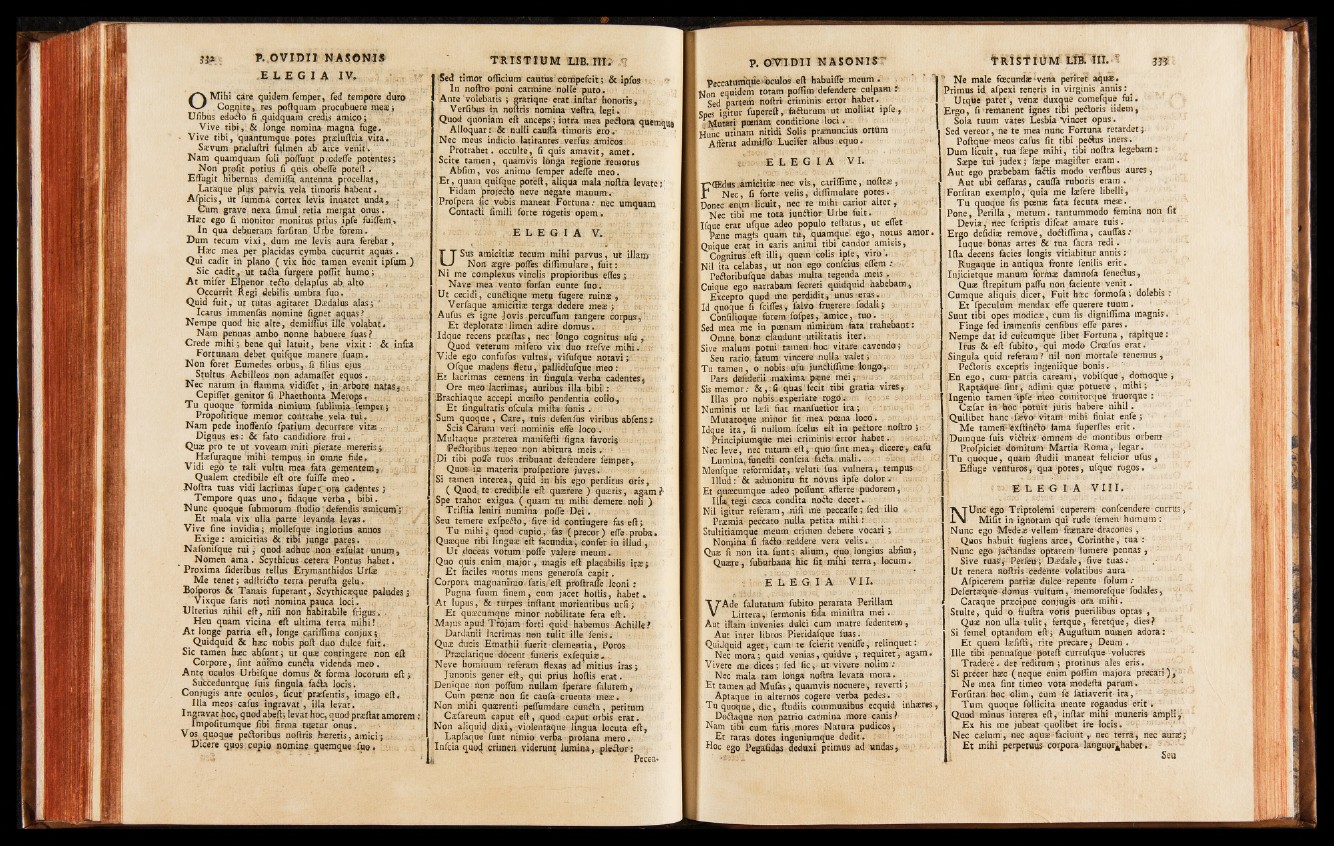 332 P. OVIDII NASONIS
ELEGIA IV.
O Mihi care quidem semper, sed tempore duro
Cognite, res postquam procubuere meæ;
Usibus edocto si quidquam credis amico;
Vive tibi, & longe nomina magna fuge.
Vive tibi, quantumque potes prælustria vita.
Sævum prælustri fulmen ab arce venit.
Nam quamquam soli possunt prodesse potentes;
Non profit potius si quis obesse potest.
Effugit hibernas demissa antenna procellas,
Lataque plus parvis vela timoris habent.
Aspicis, ut summa cortex levis innatet unda,
Cum grave nexa simul retia mergat onus.
Hæc ego si monitor monitus prius ipse fuissem,
In qua debueram forsitan Urbe forem.
Dum tecum vixi, dum me levis aura ferebat,
Hæc mea per placidas cymba cucurrit aquas.
Qui cadit in plano (vix hoc tamen evenit ipsum)
Sic cadit, ut tacta surgere possit humo;
At miser Elpenor tecto delapsus ab alto
Occurrit Regi debilis umbra suo.
Quid fuit, ut tutas agitaret Dædalus alas;
Icarus immensas nomine signet aquas?
Nempe quod hic alte, demissius ille volabat.
Nam pennas ambo nonne habuere suas?
Crede mihi; bene qui latuit, bene vixit: & infra
Fortunam debet quisque manere suam.
Non foret Eumedes orbus, si filius ejus
Stultus Achilleos non adamasset equos.
Nec natum in flamma vidisset, in arbore natas,
Cepisset genitor si Phaethonta Merops.
Tu quoque formida nimium sublimia semper;
Propositique memor contrahe vela tui.
Nam pede inoffenso spatium decurrere vitæ
Dignus es: & fato candidiore frui.
Quæ pro te ut voveam miti pietate mereris;
Hæsuraque mihi tempus in omne fide.
Vidi ego te tali vultu mea fata gementem,
Qualem credibile est ore fuisse meo.
Nostra tuas vidi lacrimas super ora cadentes;
Tempore quas uno, fidaque verba, bibi.
Nunc quoque submotum studio defendis amicum;
Et mala vix ulla parte levanda levas.
Vive sine invidia; mollesque inglorius annos
Exige: amicitias & tibi junge pares.
Nasonisque tui; quod adhuc non exsulat unum,
Nomen ama. Scythicus cetera Pontus habet.
Proxima sideribus tellus Erymanthidos Ursæ
Me tenet; adstricto terra perusta gelu.
Bosporos & Tanais superant, Scythicæque paludes;
Vixque satis noti nomina pauca loci.
Ulterius nihil est, nisi non habitabile frigus.
Heu quam vicina est ultima terra mihi!
At longe patria est, longe carissima conjux;
Quidquid & hæc nobis post duo dulce fuit.
Sic tamen hæc absunt; ut quæ contingere non est
Corpore, sint animo cuncta videnda meo.
Ante oculos Urbisque domus & forma locorum est;
Succeduntque suis singula facta locis.
Conjugis ante oculos, sicut præsentis, imago est.
Illa meos casus ingravat, illa levat.
Ingravat hoc, quod abest; levat hoc, quod præstat amorem:
Impositumque sibi firma tuetur onus.
Vos quoque pectoribus nostris hæretis, amici;
Dicere quos cupio nomine quemque suo.
TRISTIUM LIB. III.
Sed timor officium cautus compescit; & ipsos
In nostro poni carmine nolle puto.
Ante volebatis; gratique erat instar honoris,
Versibus in nostris nomina vestra legi.
Quod quoniam est anceps; intra mea pectora quemque
Alloquar: & nulli caussa timoris ero.
Nec meus indicio latitantes versus amicos
Protrahet. occulte, si quis amavit, amet.
Scite tamen, quamvis longa regione remotus
Absim, vos animo semper adesse meo.
Et, quam quisque potest, aliqua mala nostra levate:
Fidam projecto neve negate manum.
Prospera sic vobis maneat Fortuna: nec umquam
Contacti simili sorte rogetis opem.
ELEGIA V.
USus amicitiæ tecum mihi parvus, ut illam
Non ægre posses dissimulare, fuit:
Ni me complexus vinclis propioribus esses;
Nave mea vento forsan eunte suo.
Ut cecidi, cunctique metu fugere ruinæ,
Versaque amicitiæ terga dedere meæ;
Ausus es igne Jovis percussum tangere corpus,
Et deploratæ limen adire domus.
Idque recens præstas, nec longo cognitus usu,
Quod veterum misero vix duo tresve mihi.
Vide ego confusos vultus, visusque notavi;
Osque madens fletu, pallidiusque meo:
Et lacrimas cernens in singula verba cadentes,
Ore meo lacrimas, auribus illa bibi:
Brachiaque accepi mœsto pendentia collo,
Et singultatis oscula mista sonis.
Sum quoque, Care, tuis defensus viribus absens:
Scis Carum veri nominis esse loco.
Multaque præterea manifesti signa favoris
Pectoribus teneo non abitura meis.
Di tibi posse tuos tribuant defendere semper,
Quos in materia prosperiore juves.
Si tamen interea, quid in his ego perditus oris,
(Quod te credibile est quærere) quæris, agam?
Spe trahor exigua (quam tu mihi demere noli)
Tristia leniri numina posse Dei.
Seu temere exspecto, sive id contingere fas est;
Tu mihi, quod cupio, fas (precor) esse proba.
Quæque tibi linguæ est facundia, confer in illud,
Ut doceas votum posse valere meum.
Quo quis enim major, magis est placabilis iræ;
Et faciles motus mens generosa capit.
Corpora magnanimo satis est prostrasse leoni:
Pugna suum finem, cum jacet hostis, habet.
At lupus, & turpes instant morientibus ursi;
Et quæcumque minor nobilitate fera est.
Majus apud Trojam forti quid habemus Achille?
Dardanii lacrimas non tulit ille senis.
Quæ ducis Emathii fuerit clementia, Poros
Præclarique docent funeris exsequiæ.
Neve hominum referam flexas ad mitius iras;
Junonis gener est, qui prius hostis erat.
Denique non possum nullam sperare salutem,
Cum pœnæ non sit causa cruenta meæ.
Non mihi quærenti pessumdare cuncta, petitum
Cæsareum caput est, quod caput orbis erat.
Non aliquid dixi, violentaque lingua locuta est,
Lapsaque sunt nimio verba profana mero.
Inscia quod crimen viderunt lumina, plector:
Pecca-
P. OVIDII NASONIS
Peccatumque oculos est habuisse meum.
Non equidem totam possim defendere culpam:
Sed partem nostri criminis error habet.
Spes igitur superest, facturum ut molliat ipse,
Mutati pœnam conditione loci.
Hunc utinam nitidi Solis prænuncius ortum
Afferat admisso Lucifer albus equo.
ELEGIA VI.
FŒdus amicitiæ nec vis, carissime, nostræ,
Nec, si forte velis, dissimulare potes.
Donec enim licuit, nec te mihi carior alter,
Nec tibi me tota junctior Urbe fuit.
Isque erat usque adeo populo testatus, ut esset
Pæne magis quam tu, quamque ego, notus amor.
Quique erat in caris animi tibi candor amicis,
Cognitus est illi, quem colis ipse, viro.
Nil ita celabas, ut non ego conscius essem:
Pectoribusque dabas multa tegenda meis.
Cuique ego narrabam secreti quidquid habebam,
Excepto quod me perdidit, unus eras.
Id quoque si scisses, salvo fruerere sodali;
Consilioque forem sospes, amice, tuo.
Sed mea me in pœnam nimirum fata trahebant:
Omne bonæ claudunt utilitatis iter.
Sive malum potui tamen hoc vitare cavendo;
Seu ratio fatum vincere nulla valet;
Tu tamen, o nobis usu junctissime longo,
Pars desiderii maxima pæne mei,
Sis memor: &, si quas fecit tibi gratia vires,
Illas pro nobis experiare rogo:
Numinis ut læsi fiat mansuetior ira;
Mutatoque minor sit mea pœna loco.
Idque ita, si nullum scelus est in pectore nostro;
Principiumque mei criminis error habet.
Nec leve, nec tutum est, quo sint mea, dicere, casu
Lumina, funesti conscia facta mali.
Mensque reformidat, veluti sua vulnera, tempus
Illud: & admonitu fit novus ipse dolor.
Et quæcumque adeo possunt afferre pudorem,
Illa tegi cæca condita nocte decet.
Nil igitur referam, nisi me peccasse; sed illo
Præmia peccato nulla petita mihi:
Stultitiamque meum crimen debere vocari;
Nomina si facto reddere vera velis.
Quæ si non ita sunt; alium, quo longius absim,
Quære, suburbana hic sit mihi terra, locum.
ELEGIA VII.
VAde salutatum subito perarata Perillam
Littera, sermonis fida ministra mei.
Aut illam invenies dulci cum matre sedentem,
Aut inter libros Pieridasque suas.
Quidquid aget, cum te scierit venisse, relinquet:
Nec mora; quid venias, quidve, requiret, agam.
Vivere me dices; sed sic, ut vivere nolim:
Nec mala tam longa nostra levata mora.
Et tamen ad Musas, quamvis nocuere, reverti;
Aptaque in alternos cogere verba pedes.
Tu quoque, dic, studiis communibus ecquid inhæres,
Doctaque non patrio carmina more canis?
Nam tibi cum fatis mores Natura pudicos,
Et raras dotes ingeniumque dedit.
Hoc ego Pegasidas deduxi primus ad undas,
TRISTIUM LIB. III. 333
Ne male fœcundæ vena periret aquæ.
Primus id aspexi teneris in virginis annis:
Utque pater, venæ duxque comesque fui.
Ergo, si remanent ignes tibi pectoris iidem,
Sola tuum vates Lesbia vincet opus.
Sed vereor, ne te mea nunc Fortuna retardet;
Postque meos casus sit tibi pectus iners.
Dum licuit, tua sæpe mihi, tibi nostra legebam:
Sæpe tui judex; sæpe magister eram.
Aut ego præbebam factis modo versibus aures,
Aut ubi cessaras, caussa ruboris eram.
Forsitan exemplo, quia me læsere libelli,
Tu quoque sis pœnæ fata secuta meæ.
Pone, Perilla, metum. tantummodo femina non sit
Devia, nec scriptis discat amare tuis.
Ergo desidiæ remove, doctissima, caussas:
Inque bonas artes & tua sacra redi.
Ista decens facies longis vitiabitur annis:
Rugaque in antiqua fronte senilis erit.
Injicietque manum formæ damnosa senectus,
Quæ strepitum passu non faciente venit.
Cumque aliquis dicet, Fuit hæc formosa; dolebis:
Et speculum mendax esse querere tuum.
Sunt tibi opes modicæ, cum sis dignissima magnis.
Finge sed inmensis censibus esse pares.
Nempe dat id cuicumque libet Fortuna, rapitque:
Irus & est subito, qui modo Crœsus erat.
Singula quid referam? nil non mortale tenemus,
Pectoris exceptis ingeniique bonis.
En ego, cum patria caream, vobisque, domoque,
Raptaque sint, adimi quæ potuere, mihi;
Ingenio tamen ipse meo comitorque fruorque:
Cæsar in hoc potuit juris habere nihil.
Quilibet hanc sævo vitam mihi finiat ense;
Me tamen exstincto fama superstes erit.
Dumque suis victrix omnem de montibus orbem
Prospiciet domitum Martia Roma, legar.
Tu quoque, quam studii maneat felicior usus,
Effuge venturos, qua potes, usque rogos.
ELEGIA VIII.
NUnc ego Triptolemi cuperem conscendere currus,
Misit in ignotam qui rude semen humum:
Nunc ego Medeæ vellem frænare dracones,
Quos habuit fugiens arce, Corinthe, tua:
Nunc ego jactandas optarem sumere pennas,
Sive tuas, Perseu; Dædale, sive tuas:
Ut tenera nostris cedente volatibus aura
Aspicerem patriæ dulce repente solum:
Desertæque domus vultum, memoresque sodales,
Caraque præcipue conjugis ora mihi.
Stulte, quid o frustra votis puerilibus optas,
Quæ non ulla tulit, fertque, feretque, dies?
Si semel optandum est; Augustum numen adora:
Et quem læsisti, rite precare, Deum.
Ille tibi pennasque potest currusque volucres
Tradere. det reditum; protinus ales eris.
Si precer hæc (neque enim possim majora precari),
Ne mea sint timeo vota modesta parum.
Forsitan hoc olim, cum se satiaverit ira,
Tum quoque sollicita mente rogandus erit.
Quod minus interea est, instar mihi muneris ampli,
Ex his me jubeat quolibet ire locis.
Nec cælum, nec aquæ faciunt, nec terra, nec auræ;
Et mihi perpetuus corpora languor habet.
Seu